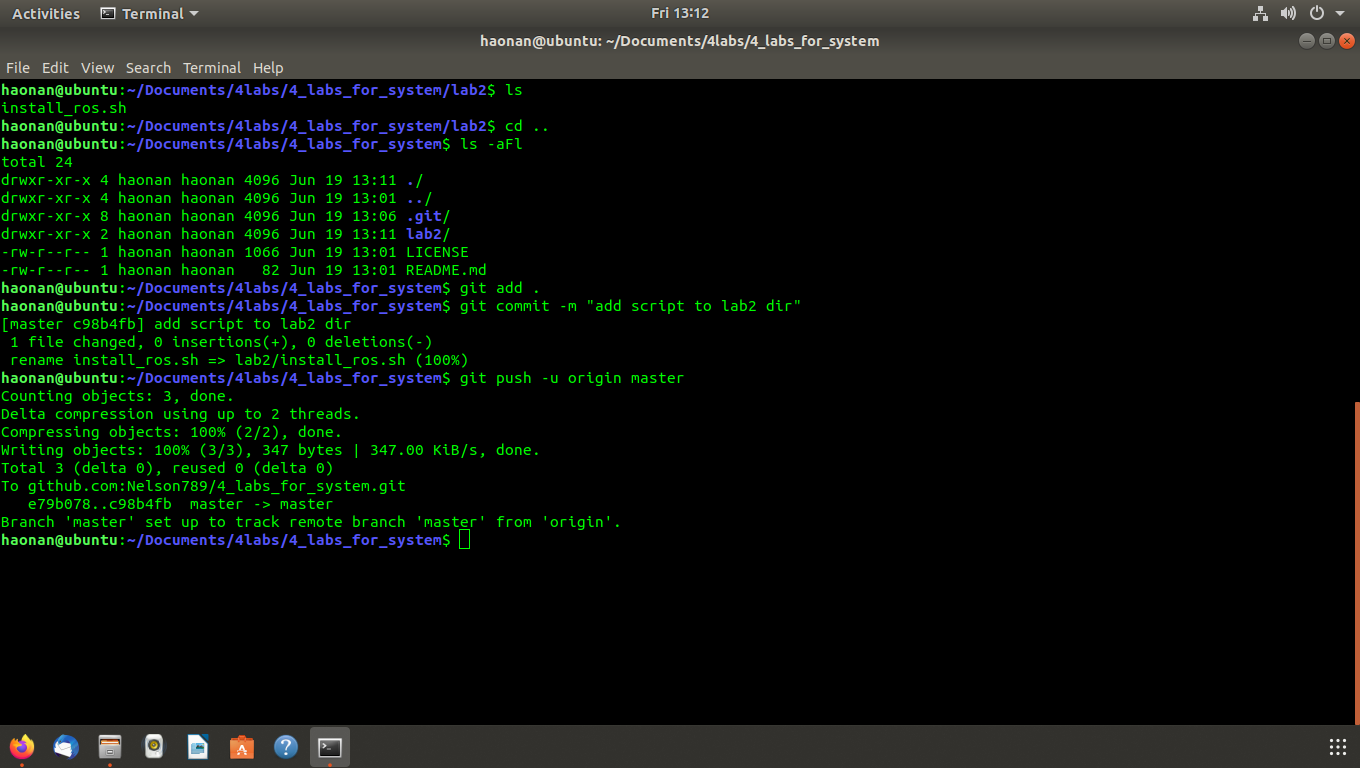 Activities Terminal Fri 13:12
haonan@ubuntu: ~/Documents/4labs/4_labs_for_system
File Edit View Search Terminal Help
haonan@ubuntu:~/Documents/4labs/4_labs_for_system/lab2$ ls
install_ros.sh
haonan@ubuntu:~/Documents/4labs/4_labs_for_system/lab2$ cd ..
haonan@ubuntu:~/Documents/4labs/4_labs_for_system$ ls -aFl
total 24
drwxr-xr-x 4 haonan haonan 4096 Jun 19 13:11 ./
drwxr-xr-x 4 haonan haonan 4096 Jun 19 13:01 ../
drwxr-xr-x 8 haonan haonan 4096 Jun 19 13:06 .git/
drwxr-xr-x 2 haonan haonan 4096 Jun 19 13:11 lab2/
-rw-r--r-- 1 haonan haonan 1066 Jun 19 13:01 LICENSE
-rw-r--r-- 1 haonan haonan   82 Jun 19 13:01 README.md
haonan@ubuntu:~/Documents/4labs/4_labs_for_system$ git add .
haonan@ubuntu:~/Documents/4labs/4_labs_for_system$ git commit -m "add script to lab2 dir"
[master c98b4fb] add script to lab2 dir
 1 file changed, 0 insertions(+), 0 deletions(-)
 rename install_ros.sh => lab2/install_ros.sh (100%)
haonan@ubuntu:~/Documents/4labs/4_labs_for_system$ git push -u origin master
Counting objects: 3, done.
Delta compression using up to 2 threads.
Compressing objects: 100% (2/2), done.
Writing objects: 100% (3/3), 347 bytes | 347.00 KiB/s, done.
Total 3 (delta 0), reused 0 (delta 0)
To github.com:Nelson789/4_labs_for_system.git
   e79b078..c98b4fb  master -> master
Branch 'master' set up to track remote branch 'master' from 'origin'.
haonan@ubuntu:~/Documents/4labs/4_labs_for_system$